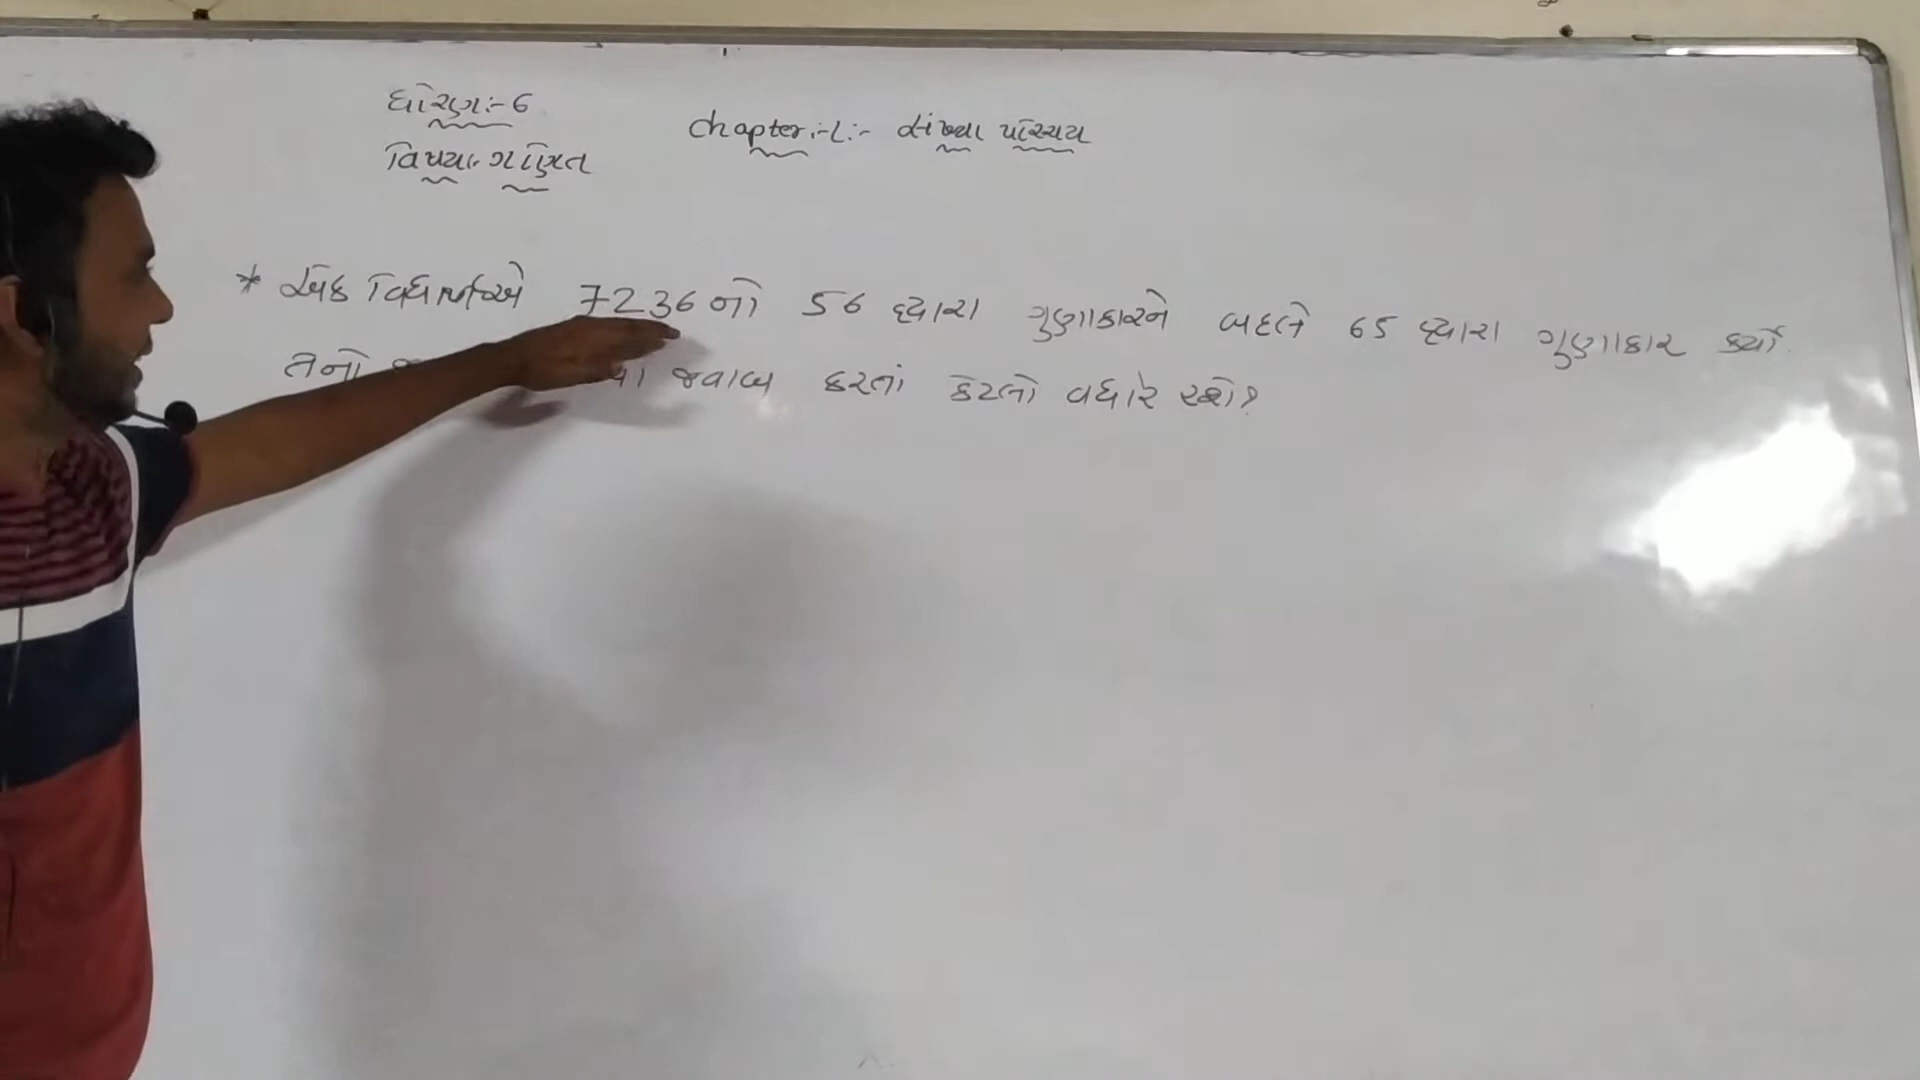 ધોરણ:- 6
વિષય:- ગણિત
Chapter:-1:- સંખ્યા પરિચય
* એક વિદ્યાર્થીએ 7236નો 56 દ્વારા ગુણાકારને બદલે 65 દ્વારા ગુણાકાર કર્યો.
તેનો જવાબ કરતાં કેટલો વધારે હશે?